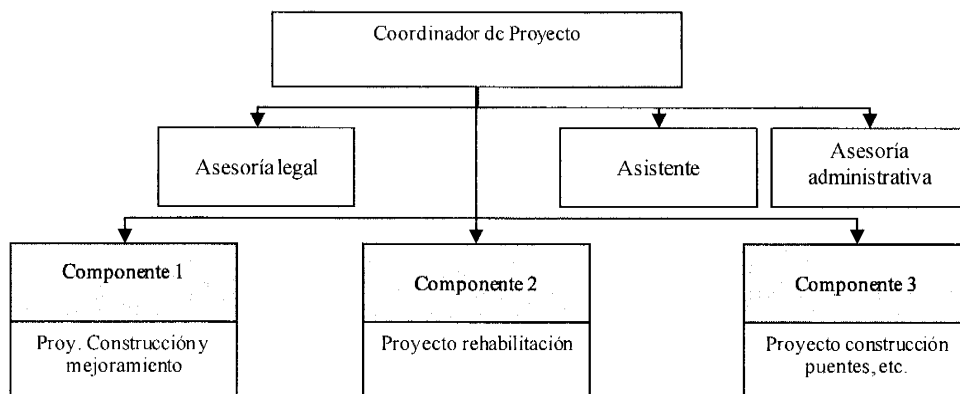 Coordinador de Proyecto
Asesoría legal
Asistente
Asesoría
administrativa
Componente 1
Componente 2
Componente 3
Proy. Construcción y
mejoramiento
Proyecto rehabilitación
Proyecto construcción
puentes, etc.